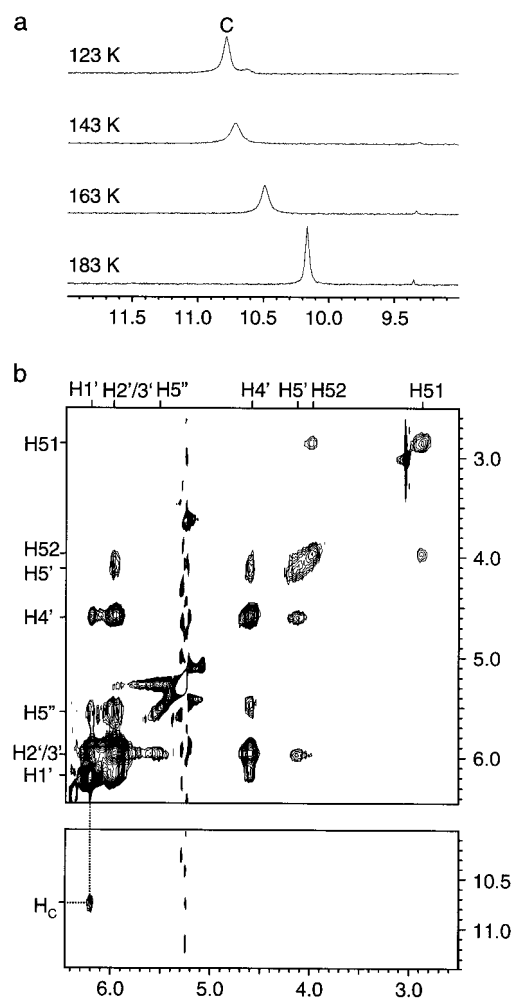 a
C
123 K
143 K
163 K
183 K
11.5 11.0 10.5 10.0 9.5
b
H1' H2'/3' H5" H4' H5' H52 H51
H51
3.0
H52
4.0
H5'
H4'
5.0
H5"
H2'/3'
6.0
H1'
10.5
HC
11.0
6.0 5.0 4.0 3.0